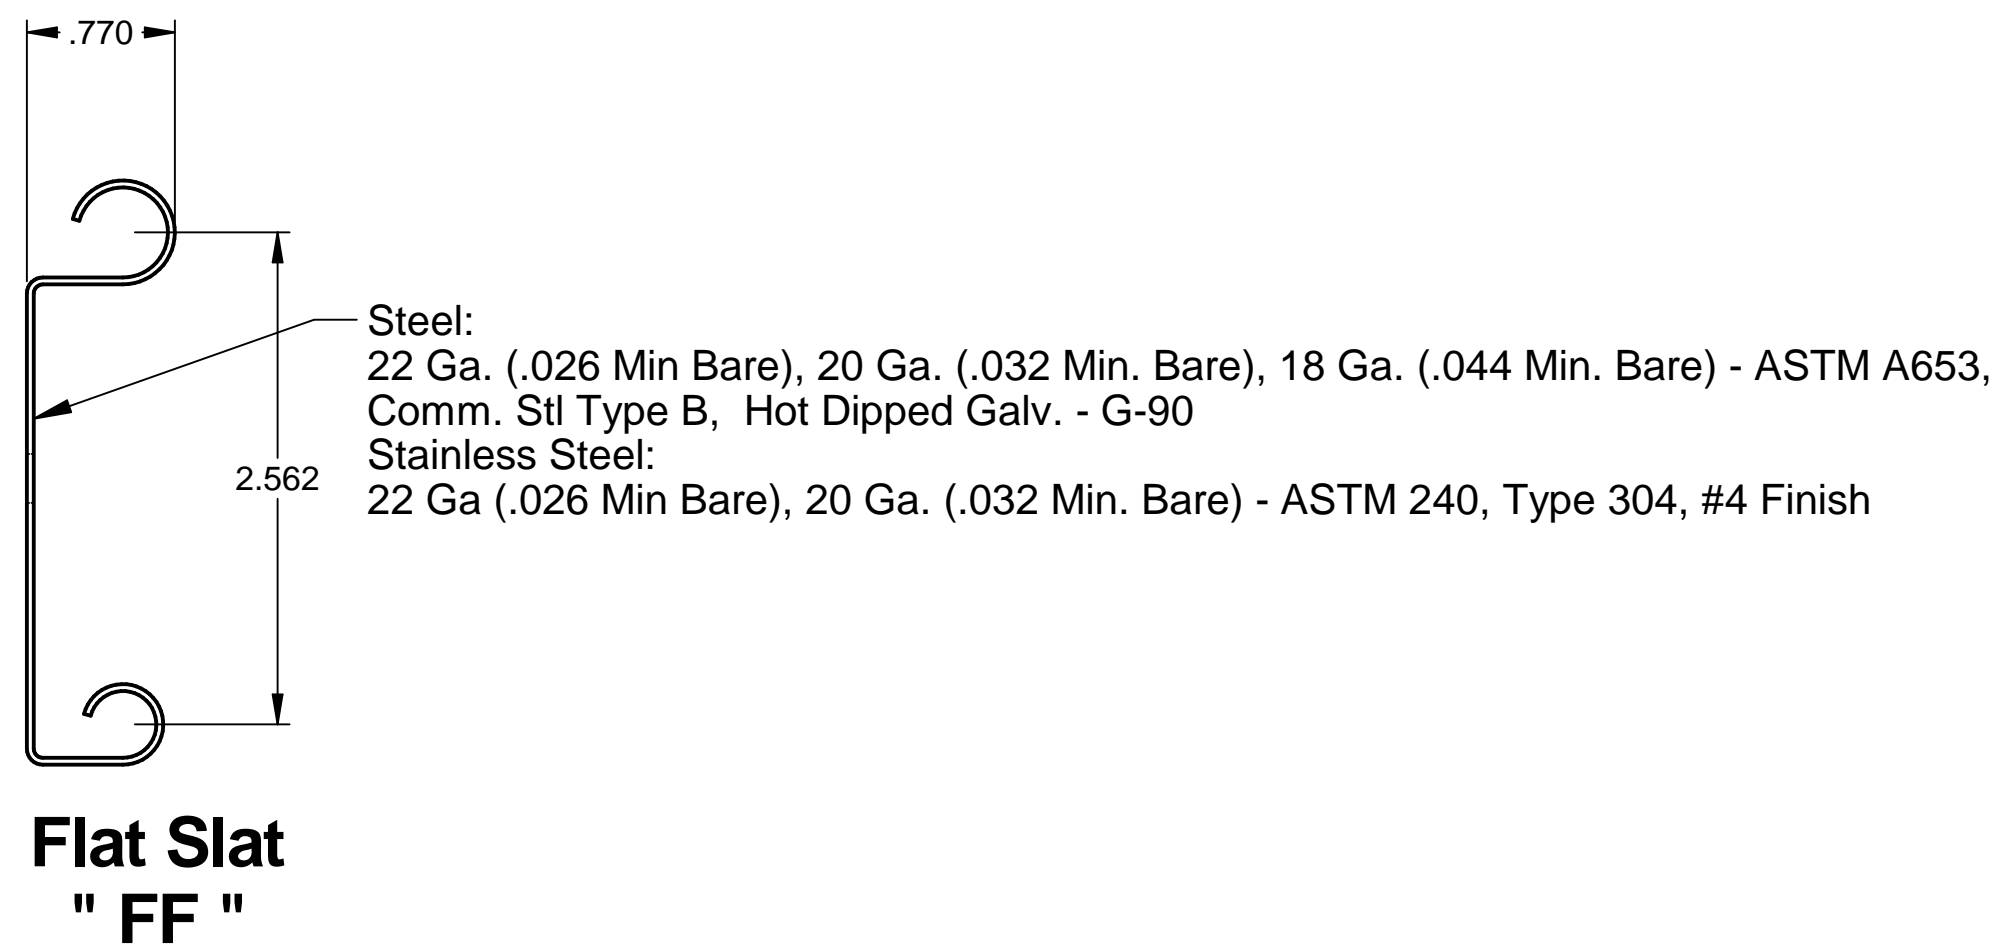 .770
Steel:
22 Ga. (.026 Min Bare), 20 Ga. (.032 Min. Bare), 18 Ga. (.044 Min. Bare) - ASTM A653,
Comm. Stl Type B,  Hot Dipped Galv. - G-90
Stainless Steel:
22 Ga (.026 Min Bare), 20 Ga. (.032 Min. Bare) - ASTM 240, Type 304, #4 Finish
2.562
Flat Slat
" FF "